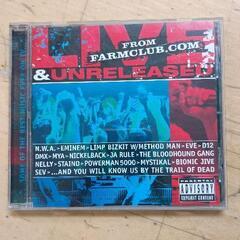 LIVE
FROM
FARMCLUB.COM
& UNRELEASED
N.W.A. - EMINEM - LIMP BIZKIT W/METHOD MAN - EVE - D12
DMX - MYA - NICKELBACK - JA RULE - THE BLOODHOUND GANG
NELLY - STAIND - POWERMAN 5000 - MYSTIKAL - BIONIC JIVE
SEV - ...AND YOU WILL KNOW US BY THE TRAIL OF DEAD
PARENTAL
ADVISORY
EXPLICIT CONTENT